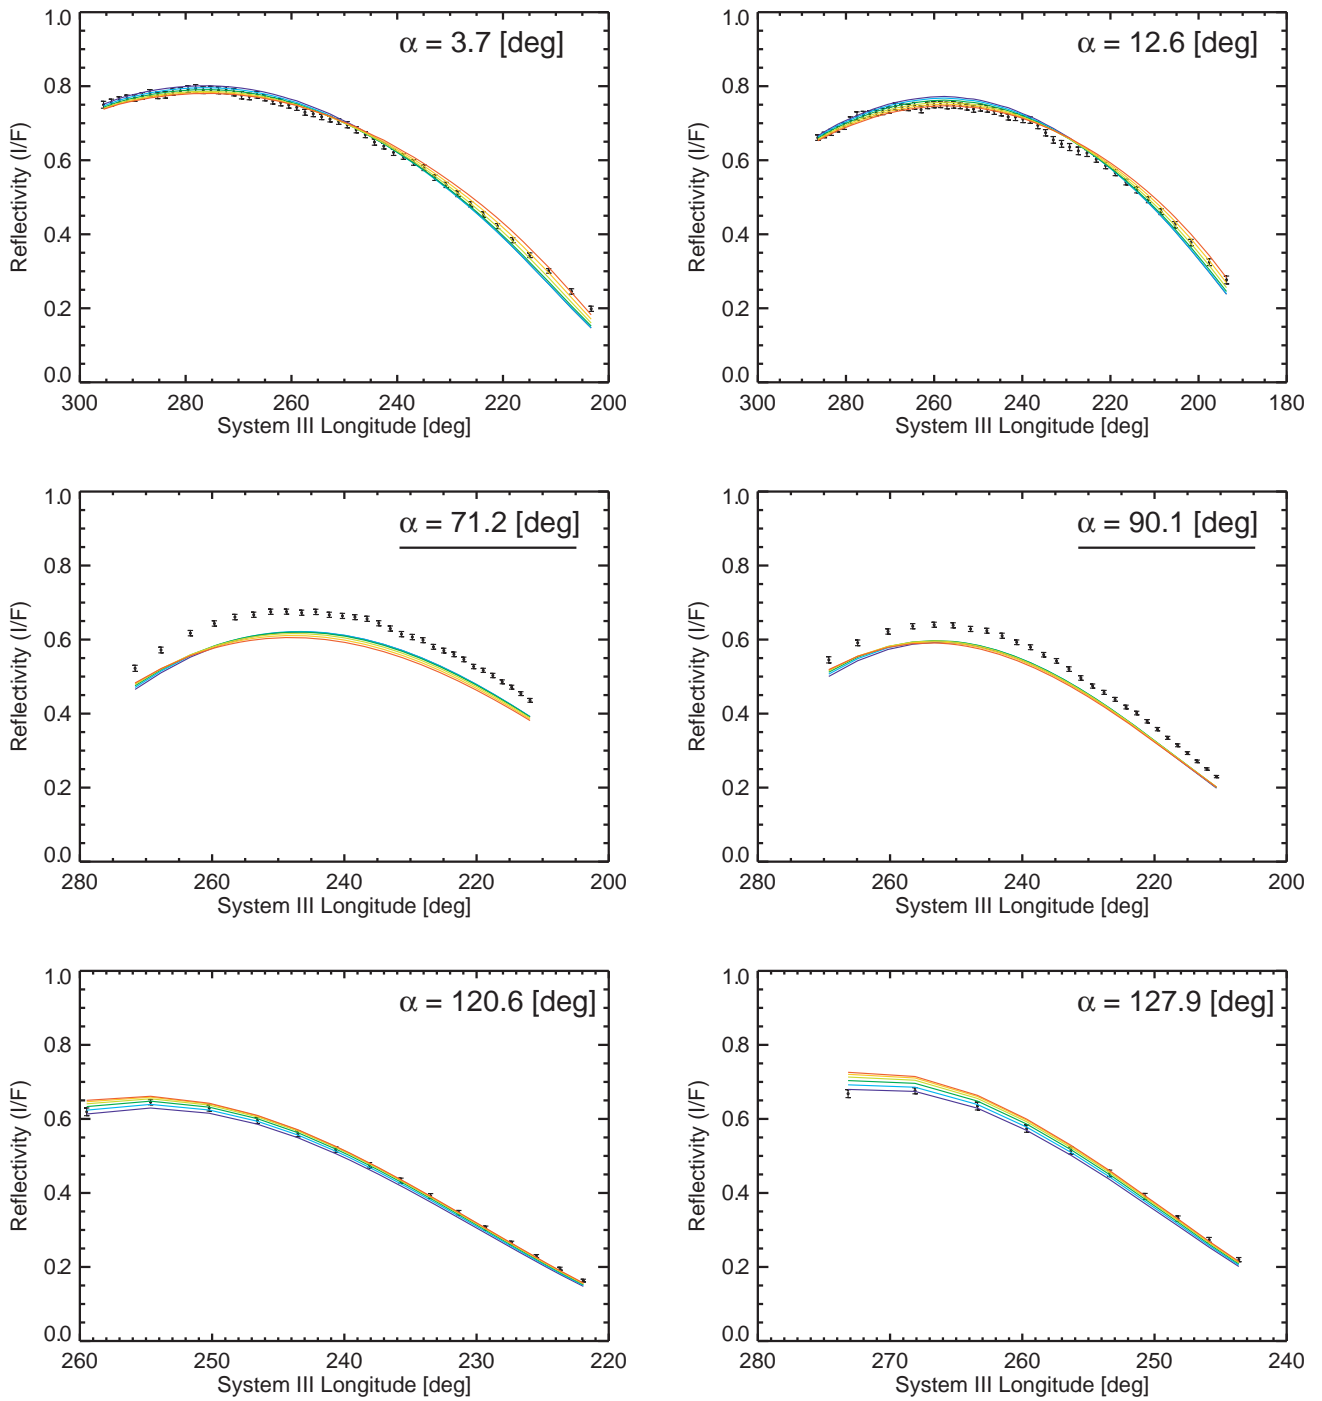 α = 3.7 [deg]
Reflectivity (I/F)
1.0
0.8
0.6
0.4
0.2
0.0
300 280 260 240 220 200
System III Longitude [deg]
α = 12.6 [deg]
Reflectivity (I/F)
1.0
0.8
0.6
0.4
0.2
0.0
300 280 260 240 220 200 180
System III Longitude [deg]
α = 71.2 [deg]
Reflectivity (I/F)
1.0
0.8
0.6
0.4
0.2
0.0
280 260 240 220 200
System III Longitude [deg]
α = 90.1 [deg]
Reflectivity (I/F)
1.0
0.8
0.6
0.4
0.2
0.0
280 260 240 220 200
System III Longitude [deg]
α = 120.6 [deg]
Reflectivity (I/F)
1.0
0.8
0.6
0.4
0.2
0.0
260 250 240 230 220
System III Longitude [deg]
α = 127.9 [deg]
Reflectivity (I/F)
1.0
0.8
0.6
0.4
0.2
0.0
280 270 260 250 240
System III Longitude [deg]